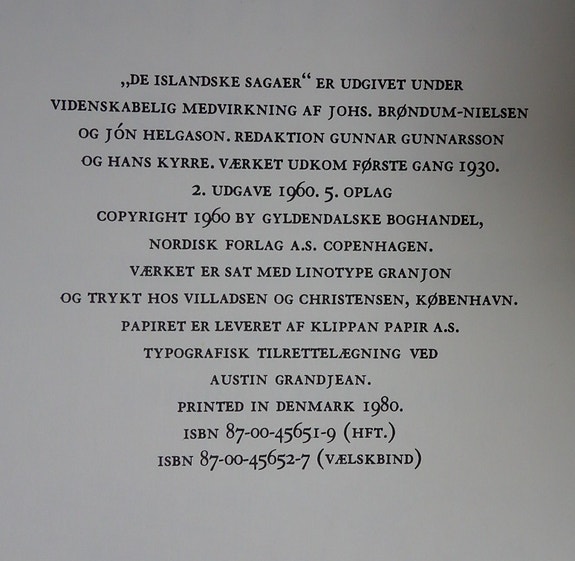 „DE ISLANDSKE SAGAER“ ER UDGIVET UNDER
VIDENSKABELIG MEDVIRKNING AF JOHS. BRØNDUM-NIELSEN
OG JÓN HELGASON. REDAKTION GUNNAR GUNNARSSON
OG HANS KYRRE. VÆRKET UDKOM FØRSTE GANG 1930.
2. UDGAVE 1960. 5. OPLAG
COPYRIGHT 1960 BY GYLDENDALSKE BOGHANDEL,
NORDISK FORLAG A.S. COPENHAGEN.
VÆRKET ER SAT MED LINOTYPE GRANJON
OG TRYKT HOS VILLADSEN OG CHRISTENSEN, KØBENHAVN.
PAPIRET ER LEVERET AF KLIPPAN PAPIR A.S.
TYPOGRAFISK TILRETTELÆGNING VED
AUSTIN GRANDJEAN.
PRINTED IN DENMARK 1980.
ISBN 87-00-45651-9 (HFT.)
ISBN 87-00-45652-7 (VÆLSKBIND)